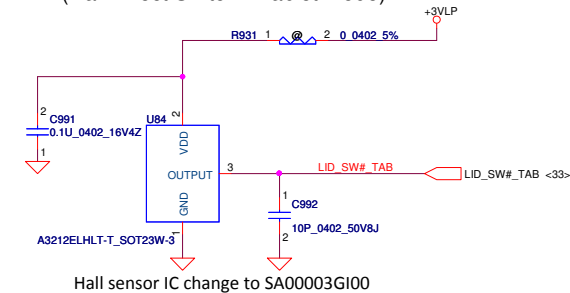 +3VLP
R931 1 @ 2 0_0402_5%
C991
2
0.1U_0402_16V4Z
1
U84
2
VDD
OUTPUT
3
GND
1
A3212ELHLT-T_SOT23W-3
LID_SW#_TAB
LID_SW#_TAB <33>
1
C992
10P_0402_50V8J
2
Hall sensor IC change to SA00003GI00